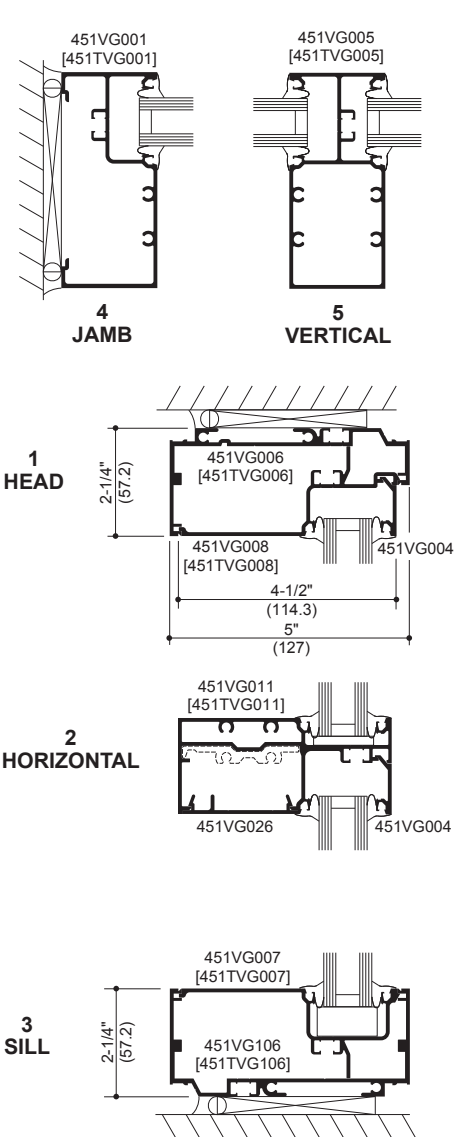 451VG001
[451TVG001]
451VG005
[451TVG005]
4
JAMB
5
VERTICAL
1
HEAD
2-1/4"
(57.2)
451VG006
[451TVG006]
451VG008
[451TVG008]
451VG004
4-1/2"
(114.3)
5"
(127)
2
HORIZONTAL
451VG011
[451TVG011]
451VG026
451VG004
3
SILL
2-1/4"
(57.2)
451VG007
[451TVG007]
451VG106
[451TVG106]